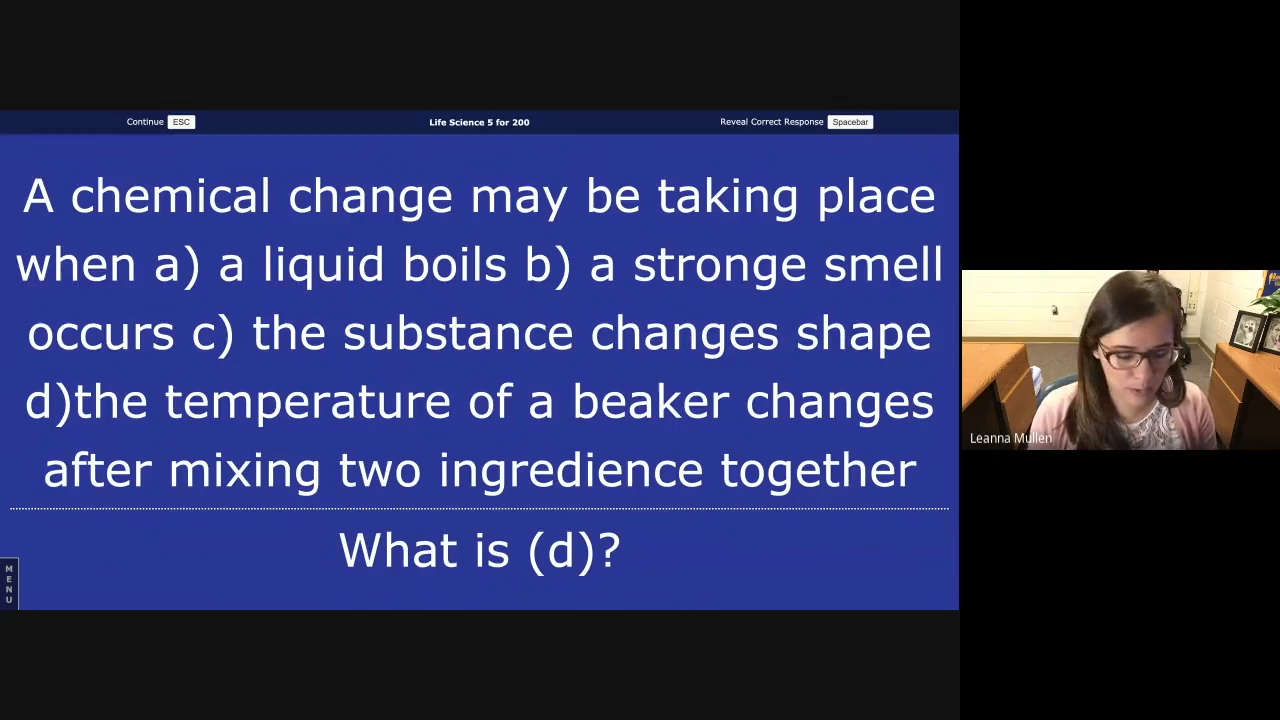 Continue ESC
Life Science 5 for 200
Reveal Correct Response Spacebar
A chemical change may be taking place
when a) a liquid boils b) a stronge smell
occurs c) the substance changes shape
d)the temperature of a beaker changes
after mixing two ingredience together
What is (d)?
MENU
Leanna Mullen